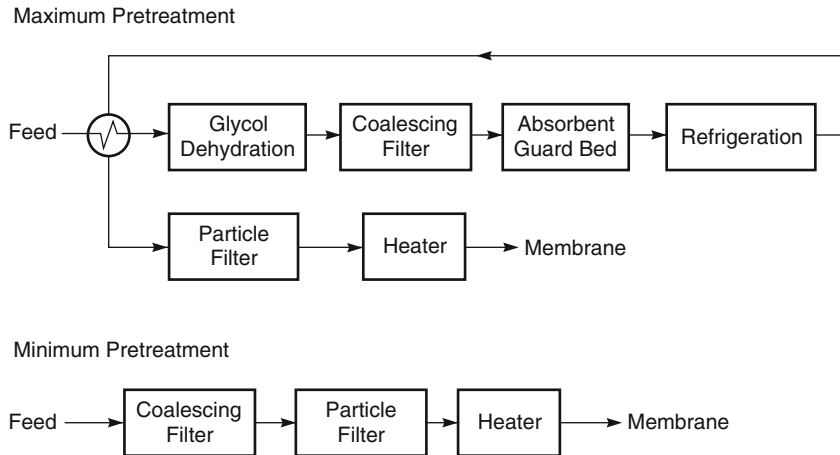 Maximum Pretreatment
Feed
Glycol
Dehydration
Coalescing
Filter
Absorbent
Guard Bed
Refrigeration
Particle
Filter
Heater
Membrane
Minimum Pretreatment
Feed
Coalescing
Filter
Particle
Filter
Heater
Membrane